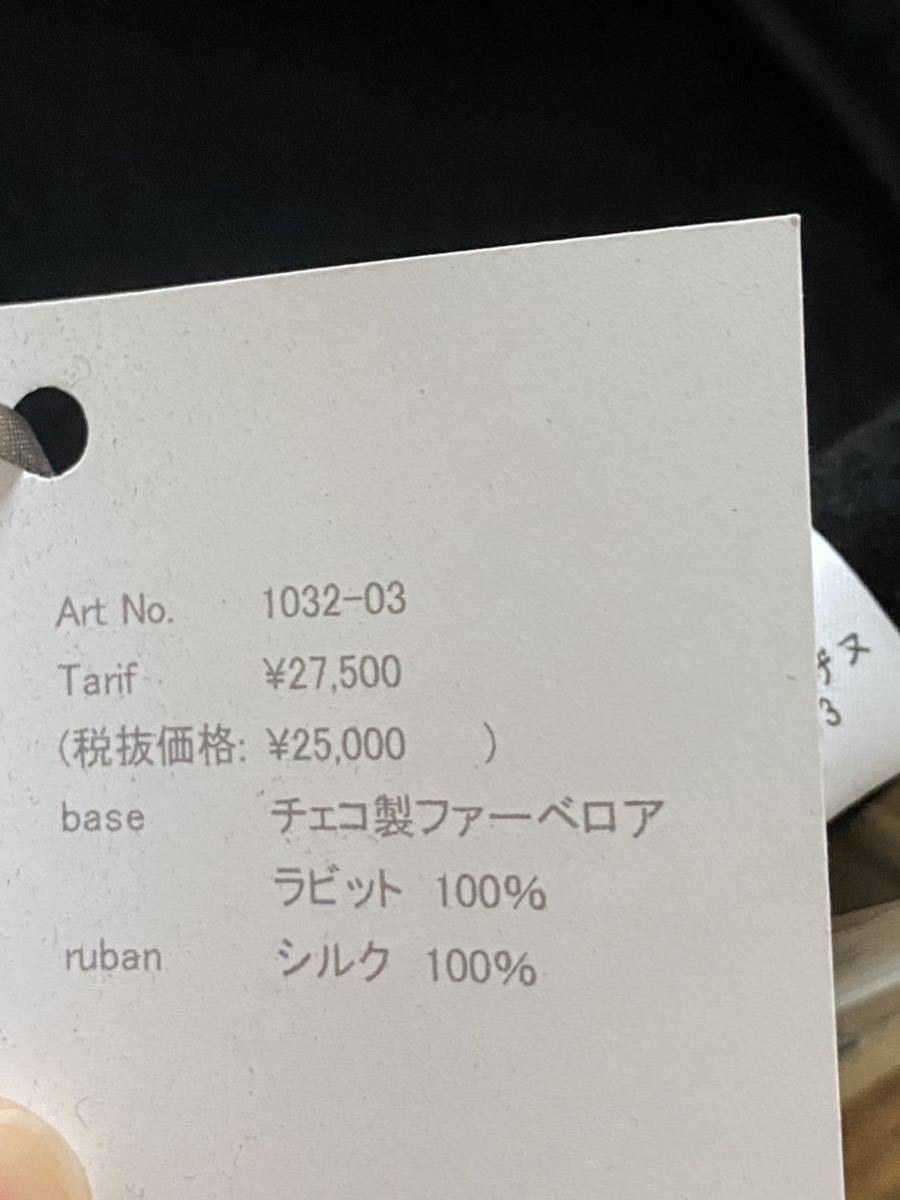 Art No. 1032-03
Tarif ¥27,500
(税抜価格: ¥25,000 )
base チェコ製ファーベロア
ラビット 100%
ruban シルク 100%